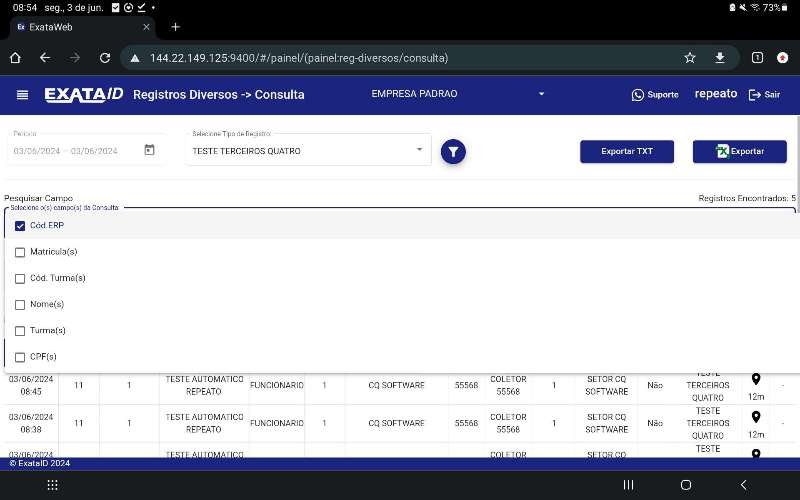 08:54 seg., 3 de jun.
73%
ExataWeb
144.22.149.125:9400/#/painel/(painel:reg-diversos/consulta)
1
EXATAID
Registros Diversos -> Consulta
EMPRESA PADRAO
Suporte
repeato
Sair
Período
03/06/2024 – 03/06/2024
Selecione Tipo de Registro:
TESTE TERCEIROS QUATRO
Exportar TXT
Exportar
Pesquisar Campo
Registros Encontrados: 5
Selecione o(s) campo(s) da Consulta:
Cód.ERP
Matricula(s)
Cód. Turma(s)
Nome(s)
Turma(s)
CPF(s)
03/06/2024 08:45 11 1 TESTE AUTOMATICO REPEATO FUNCIONARIO 1 CQ SOFTWARE 55568 COLETOR 55568 1 SETOR CQ SOFTWARE Não TESTE TERCEIROS QUATRO 12m -
03/06/2024 08:38 11 1 TESTE AUTOMATICO REPEATO FUNCIONARIO 1 CQ SOFTWARE 55568 COLETOR 55568 1 SETOR CQ SOFTWARE Não TESTE TERCEIROS QUATRO 12m -
03/06/2024 TESTE AUTOMATICO COLETOR SETOR CQ TESTE
© ExataID 2024